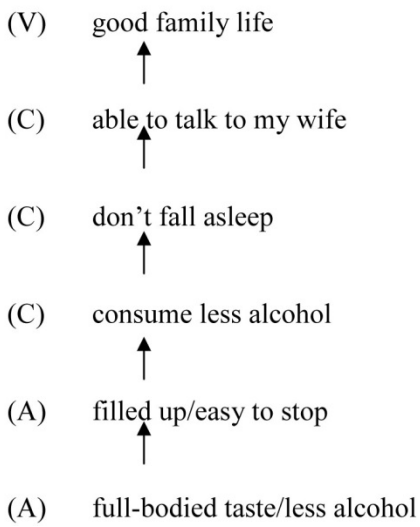 (V) good family life
(C) able to talk to my wife
(C) don’t fall asleep
(C) consume less alcohol
(A) filled up/easy to stop
(A) full-bodied taste/less alcohol